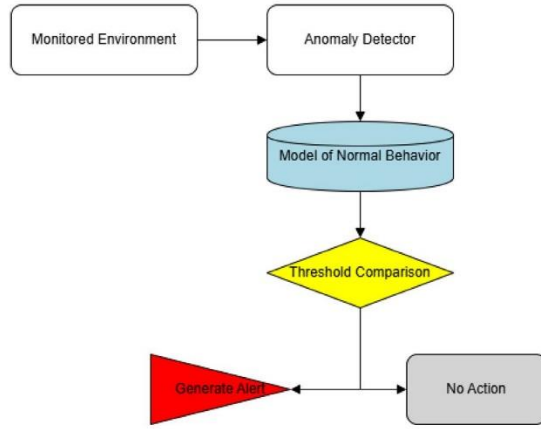 Monitored Environment
Anomaly Detector
Model of Normal Behavior
Threshold Comparison
Generate Alert
No Action